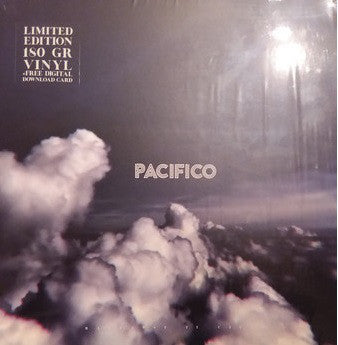 LIMITED
EDITION
180 GR
VINYL
+FREE DIGITAL
DOWNLOAD CARD
PACIFICO